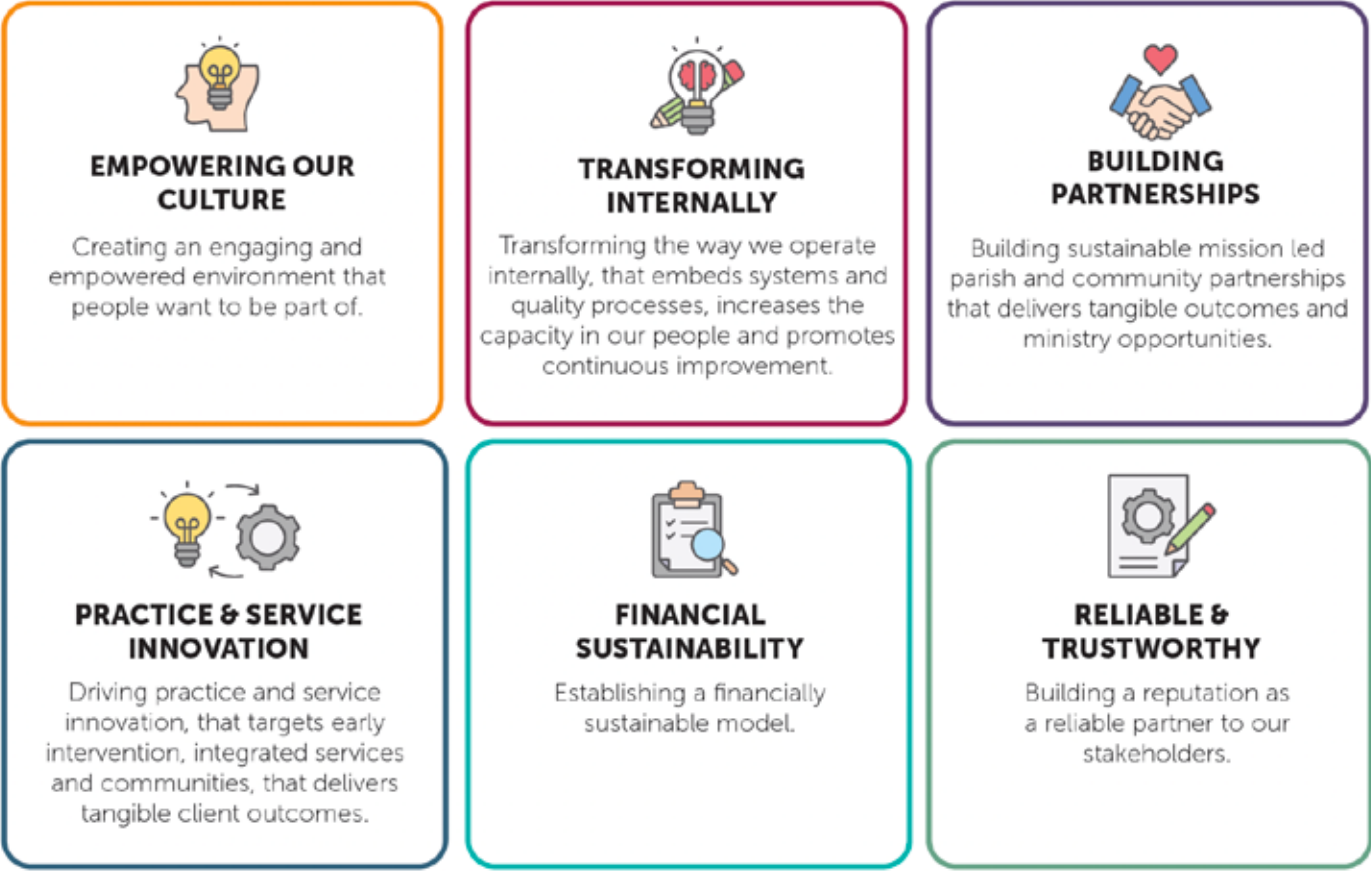 EMPOWERING OUR
CULTURE
Creating an engaging and
empowered environment that
people want to be part of.
TRANSFORMING
INTERNALLY
Transforming the way we operate
internally, that embeds systems and
quality processes, increases the
capacity in our people and promotes
continuous improvement.
BUILDING
PARTNERSHIPS
Building sustainable mission led
parish and community partnerships
that delivers tangible outcomes and
ministry opportunities.
PRACTICE & SERVICE
INNOVATION
Driving practice and service
innovation, that targets early
intervention, integrated services
and communities, that delivers
tangible client outcomes.
FINANCIAL
SUSTAINABILITY
Establishing a financially
sustainable model.
RELIABLE &
TRUSTWORTHY
Building a reputation as
a reliable partner to our
stakeholders.